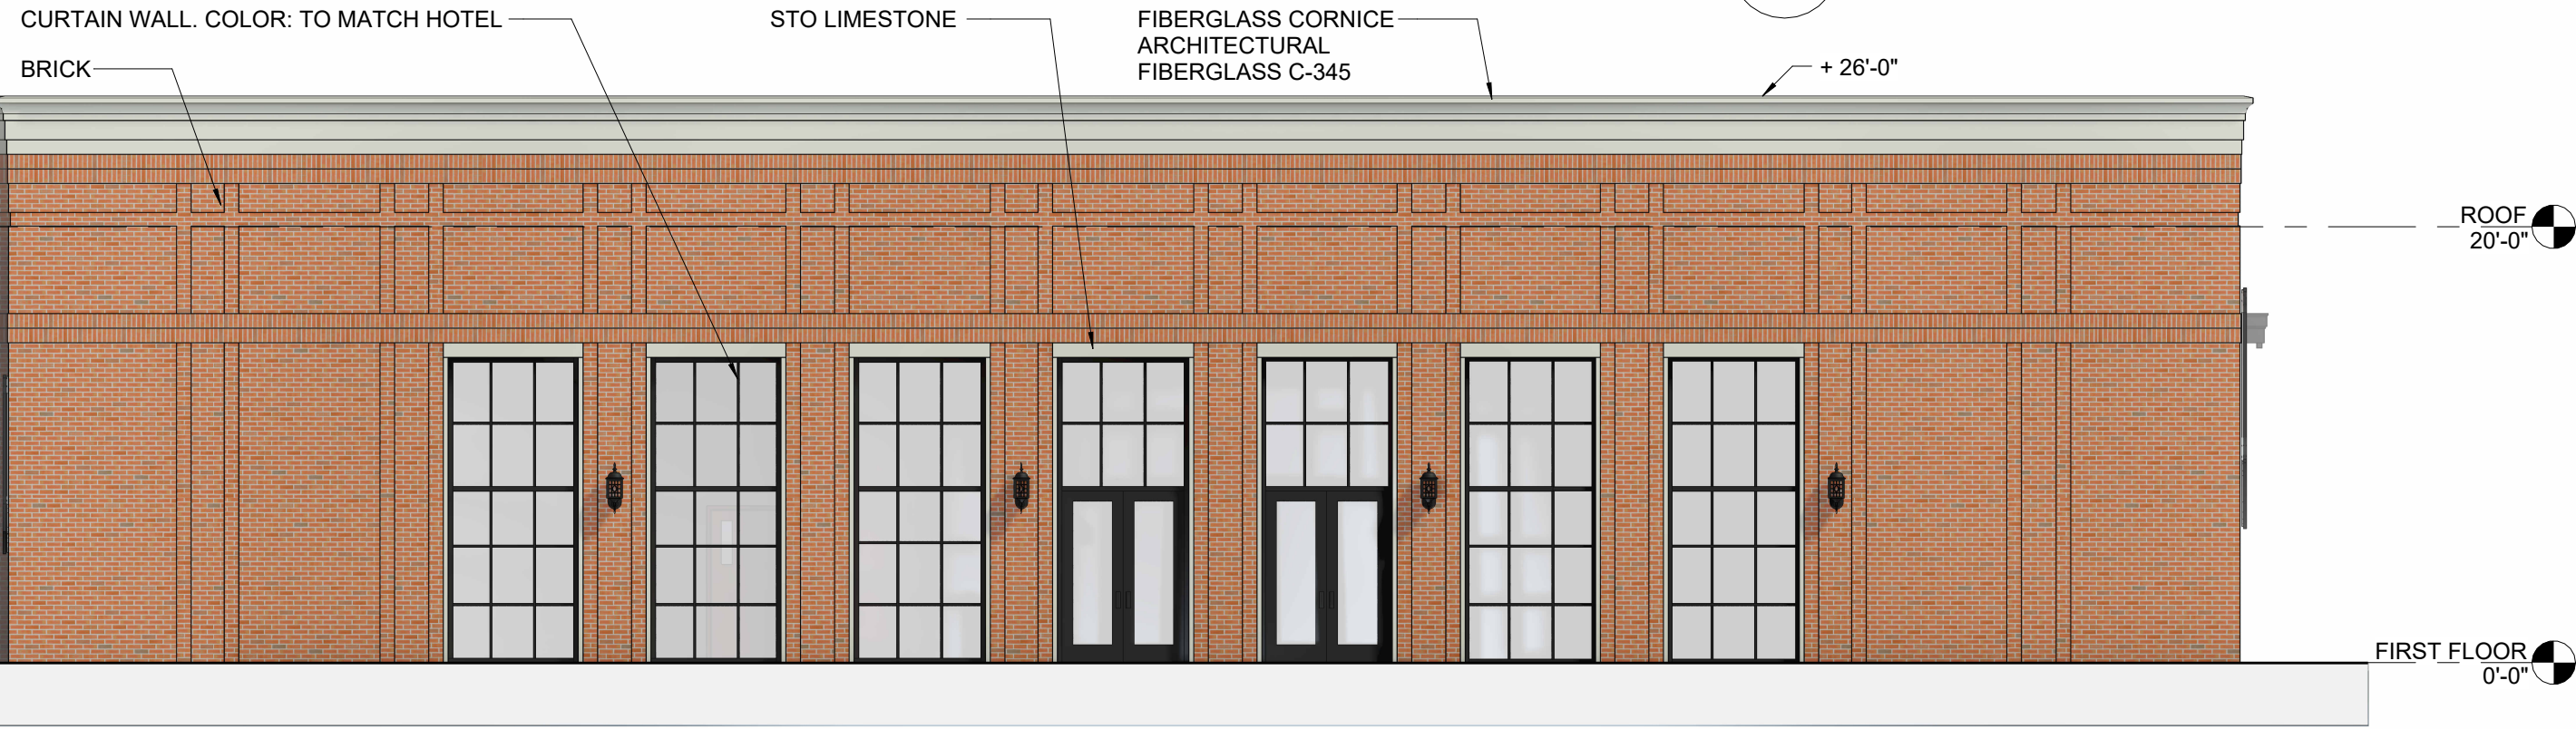 CURTAIN WALL. COLOR: TO MATCH HOTEL
STO LIMESTONE
FIBERGLASS CORNICE
ARCHITECTURAL
FIBERGLASS C-345
BRICK
+ 26'-0"
ROOF
20'-0"
FIRST FLOOR
0'-0"